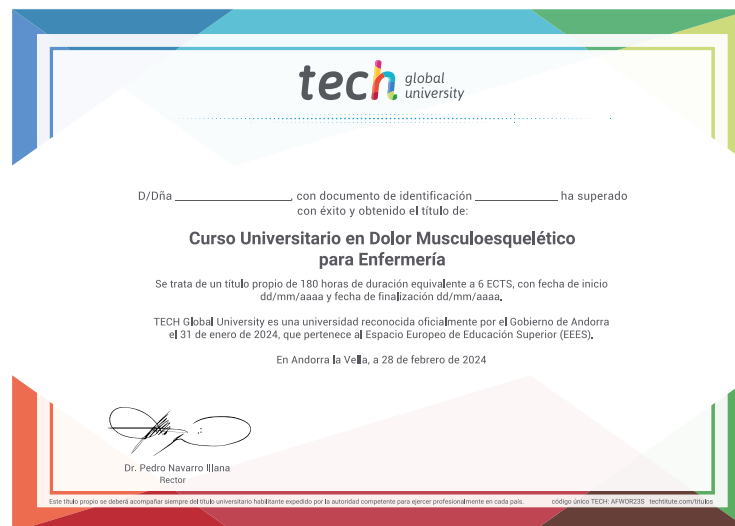 tech global university
D/Dña ____________________, con documento de identificación ______________ ha superado
con éxito y obtenido el título de:
Curso Universitario en Dolor Musculoesquelético
para Enfermería
Se trata de un título propio de 180 horas de duración equivalente a 6 ECTS, con fecha de inicio
dd/mm/aaaa y fecha de finalización dd/mm/aaaa.
TECH Global University es una universidad reconocida oficialmente por el Gobierno de Andorra
el 31 de enero de 2024, que pertenece al Espacio Europeo de Educación Superior (EEES).
En Andorra la Vella, a 28 de febrero de 2024
Dr. Pedro Navarro Illana
Rector
Este título propio se deberá acompañar siempre del título universitario habilitante expedido por la autoridad competente para ejercer profesionalmente en cada país. código único TECH: AFWOR23S techtitute.com/titulos